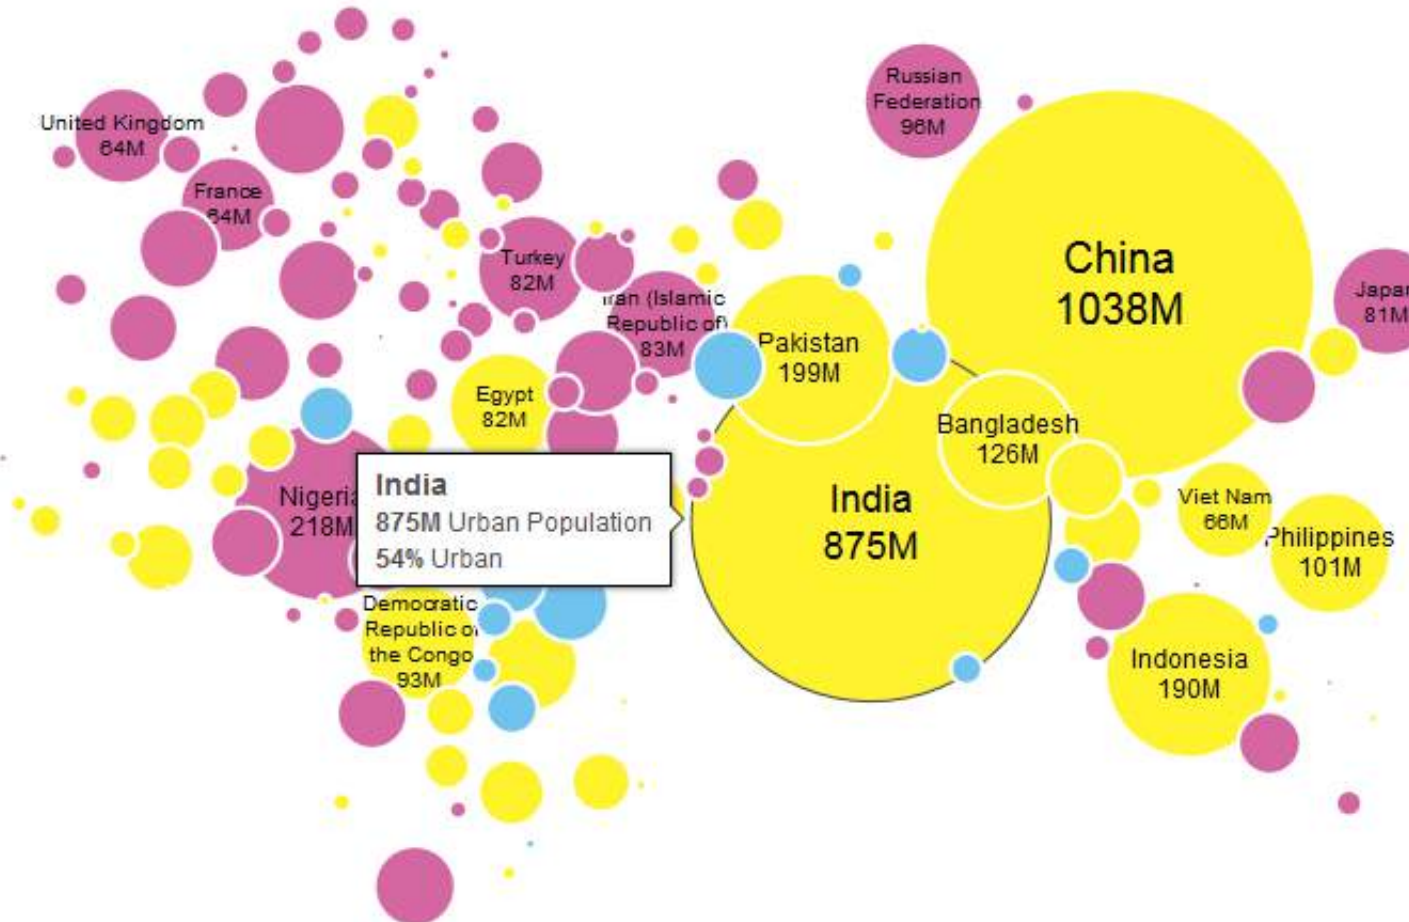 Russian
Federation
96M
United Kingdom
64M
France
64M
China
1038M
Turkey
82M
Iran (Islamic
Republic of)
83M
Japan
81M
Pakistan
199M
Egypt
82M
Bangladesh
126M
India
875M Urban Population
54% Urban
Nigeria
218M
India
875M
Viet Nam
66M
Philippines
101M
Democratic
Republic of
the Congo
93M
Indonesia
190M